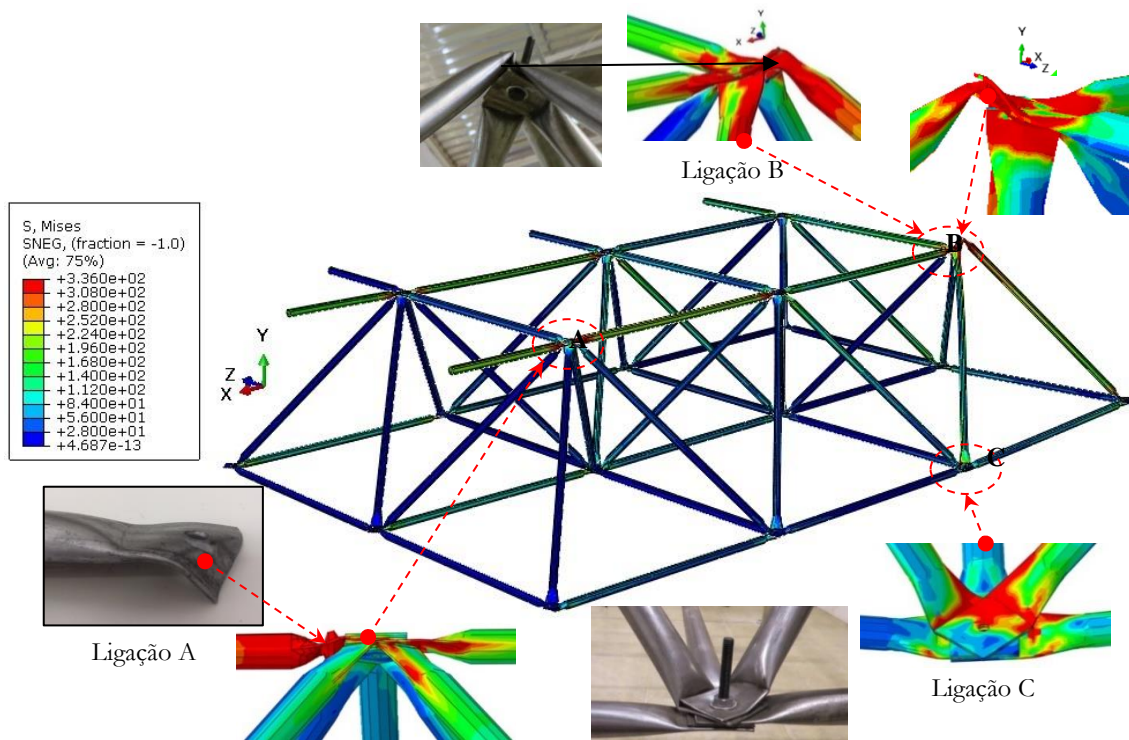 Y
Z
X
Y
X
Z
Ligação B
S, Mises
SNEG, (fraction = -1.0)
(Avg: 75%)
+3.360e+02
+3.080e+02
+2.800e+02
+2.520e+02
+2.240e+02
+1.960e+02
+1.680e+02
+1.400e+02
+1.120e+02
+8.400e+01
+5.600e+01
+2.800e+01
+4.687e-13
B
A
Y
Z
X
C
Ligação A
Ligação C